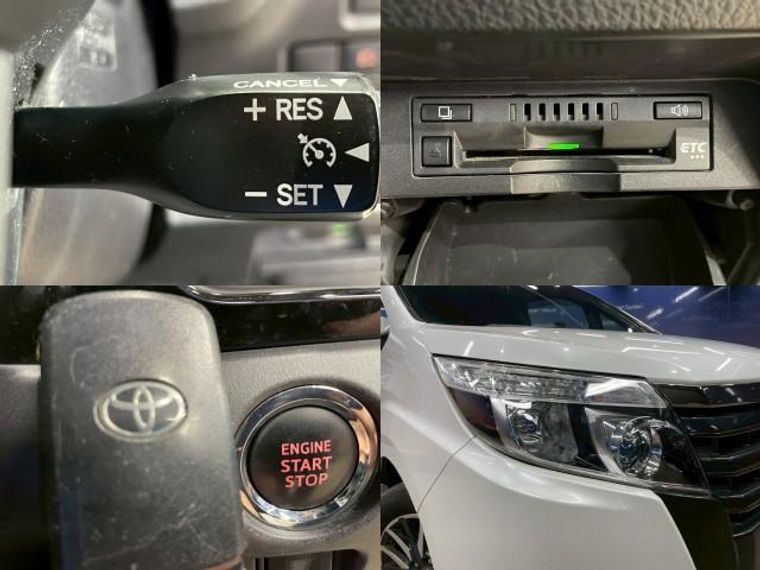 CANCEL ▼
+ RES ▲
− SET ▼
ETC
ENGINE
START
STOP